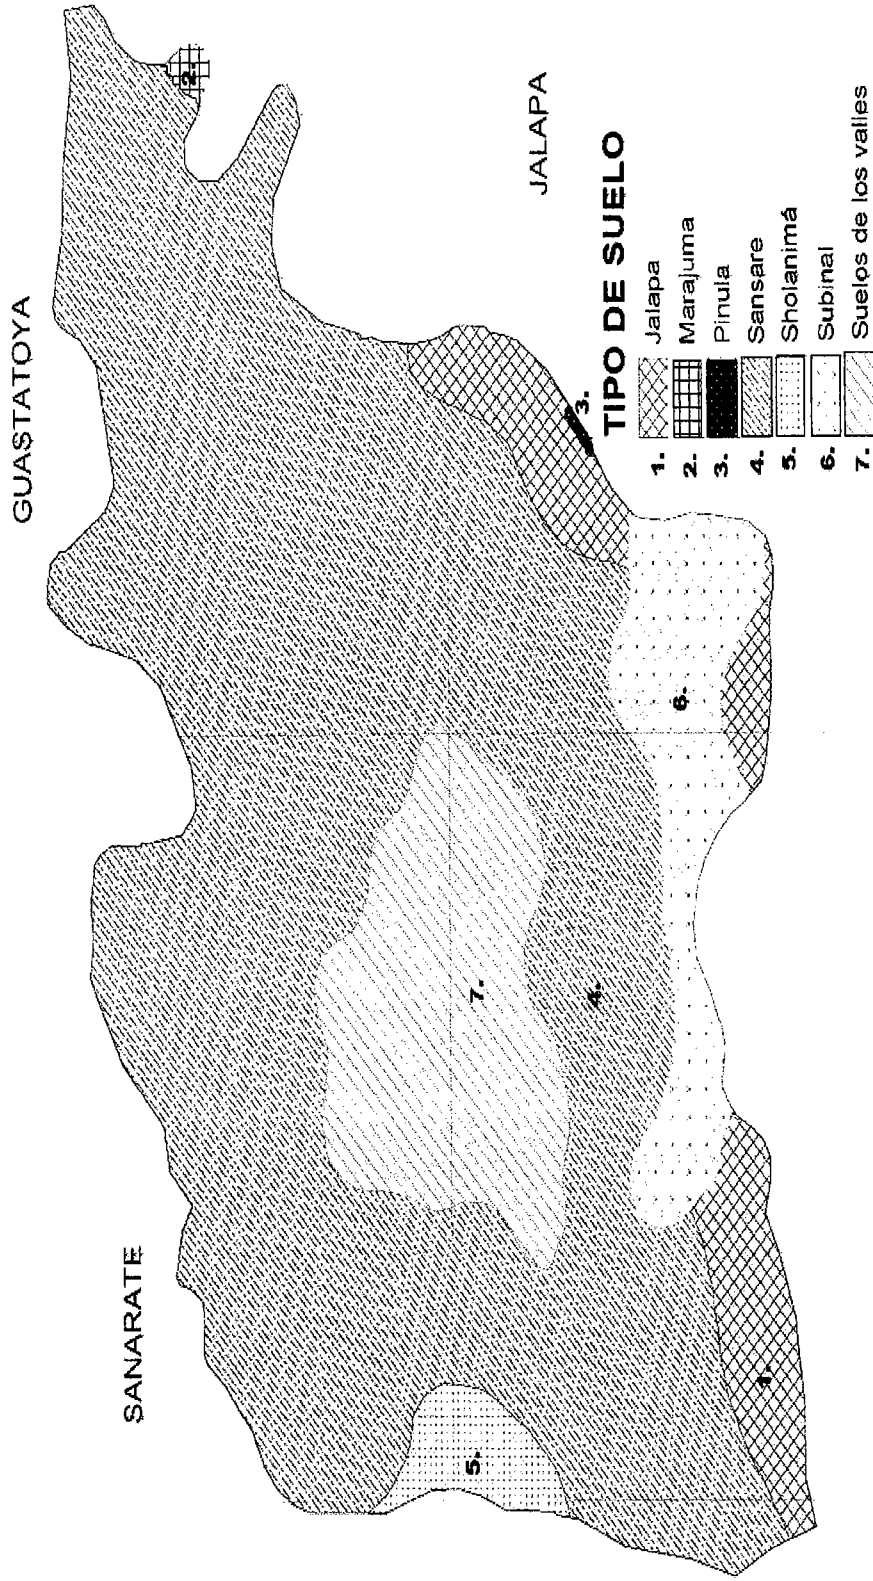 GUASTATOYA
SANARATE
JALAPA
2.
3.
6.
7.
4.
5.
1.
TIPO DE SUELO
1. Jalapa
2. Marajuma
3. Pinula
4. Sansare
5. Sholanimá
6. Subinal
7. Suelos de los valles